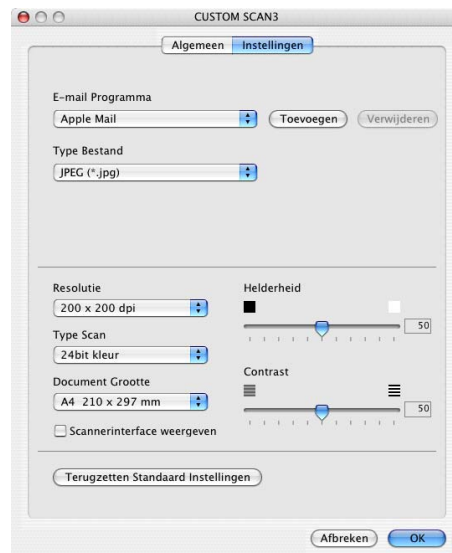 CUSTOM SCAN3
Algemeen Instellingen
E-mail Programma
Apple Mail Toevoegen Verwijderen
Type Bestand
JPEG (*.jpg)
Resolutie
200 x 200 dpi
Type Scan
24bit kleur
Document Grootte
A4 210 x 297 mm
Scannerinterface weergeven
Helderheid
50
Contrast
50
Terugzetten Standaard Instellingen
Afbreken OK